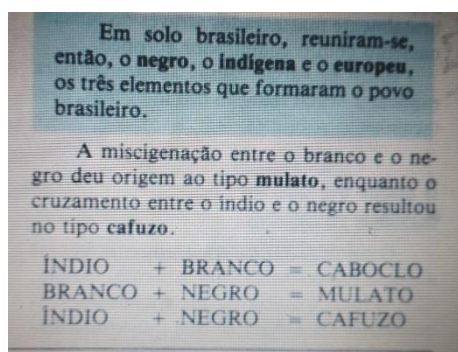 Em solo brasileiro, reuniram-se,
então, o negro, o indígena e o europeu,
os três elementos que formaram o povo
brasileiro.
A miscigenação entre o branco e o ne-
gro deu origem ao tipo mulato, enquanto o
cruzamento entre o índio e o negro resultou
no tipo cafuzo.
ÍNDIO + BRANCO = CABOCLO
BRANCO + NEGRO = MULATO
ÍNDIO + NEGRO = CAFUZO